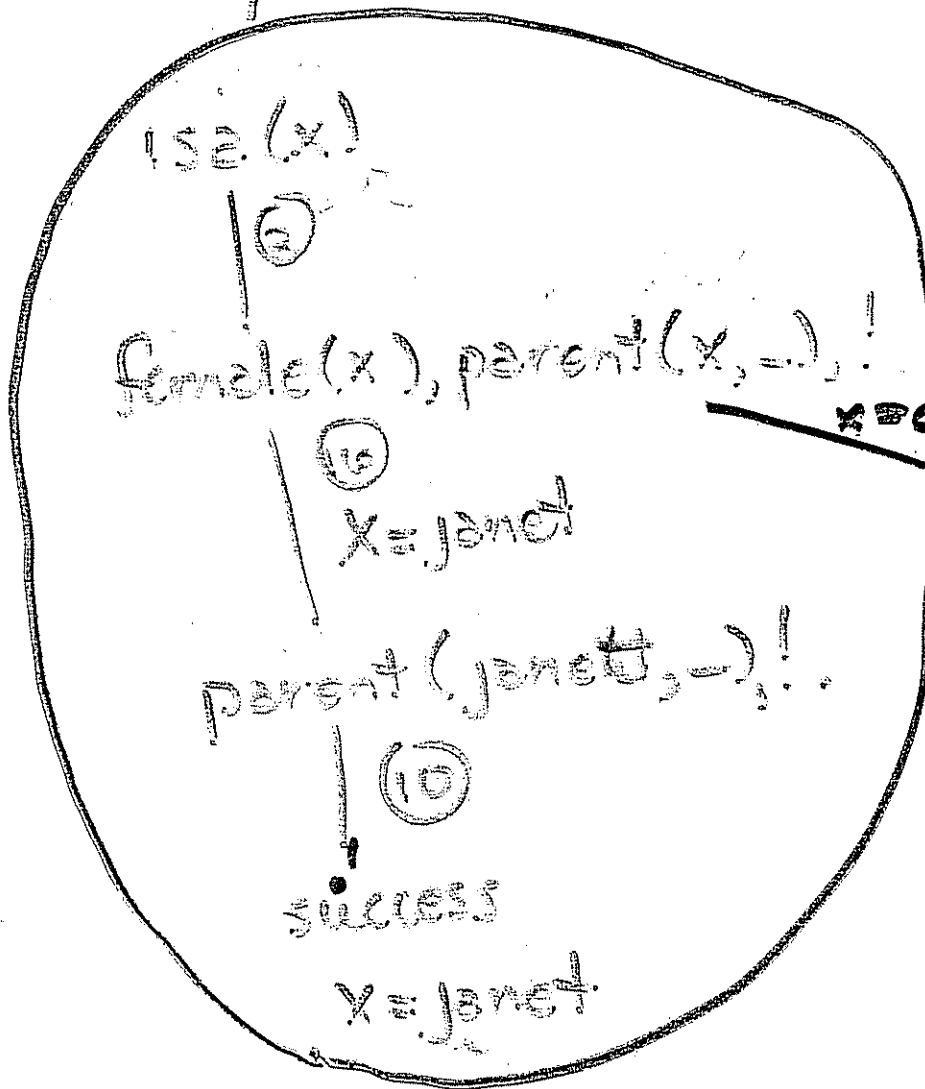 isa(x)
2
female(x), parent(x, _), !
x=
10
X = janet
parent(janett, _), !.
10
success
X = janet